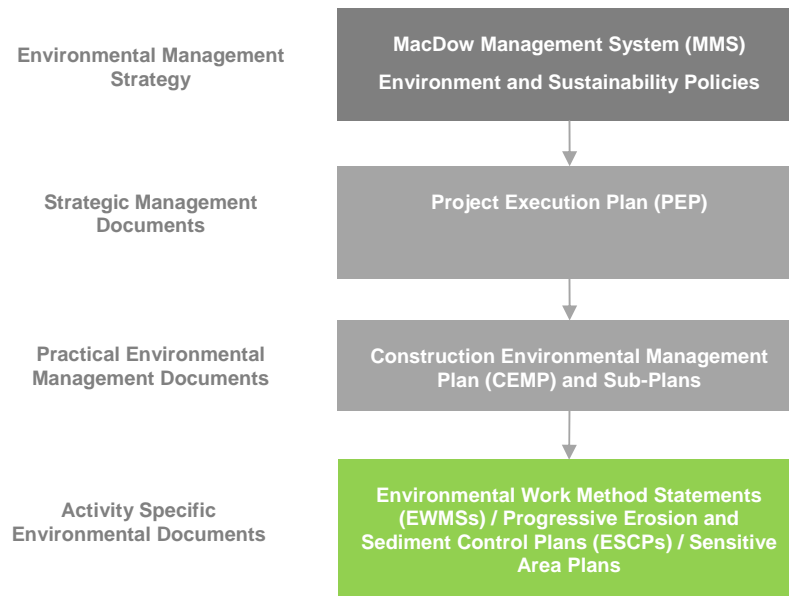 Environmental Management
Strategy
MacDow Management System (MMS)
Environment and Sustainability Policies
Strategic Management
Documents
Project Execution Plan (PEP)
Practical Environmental
Management Documents
Construction Environmental Management
Plan (CEMP) and Sub-Plans
Activity Specific
Environmental Documents
Environmental Work Method Statements
(EWMSs) / Progressive Erosion and
Sediment Control Plans (ESCPs) / Sensitive
Area Plans